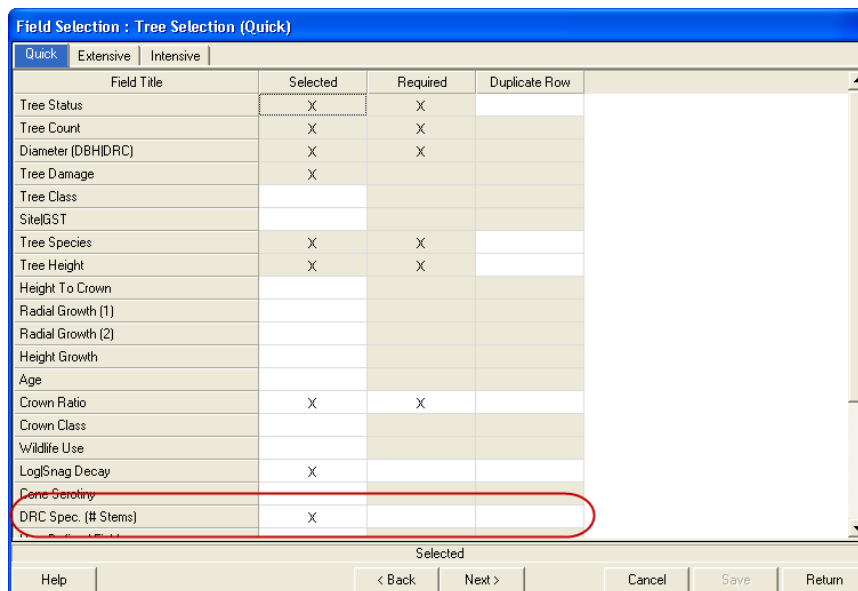 Field Selection : Tree Selection (Quick)
Quick Extensive Intensive
Field Title Selected Required Duplicate Row
Tree Status X X
Tree Count X X
Diameter (DBH|DRC) X X
Tree Damage X
Tree Class
Site|GST
Tree Species X X
Tree Height X X
Height To Crown
Radial Growth (1)
Radial Growth (2)
Height Growth
Age
Crown Ratio X X
Crown Class
Wildlife Use
Log|Snag Decay X
Cone Serotiny
DRC Spec. (# Stems) X
Selected
Help < Back Next > Cancel Save Return